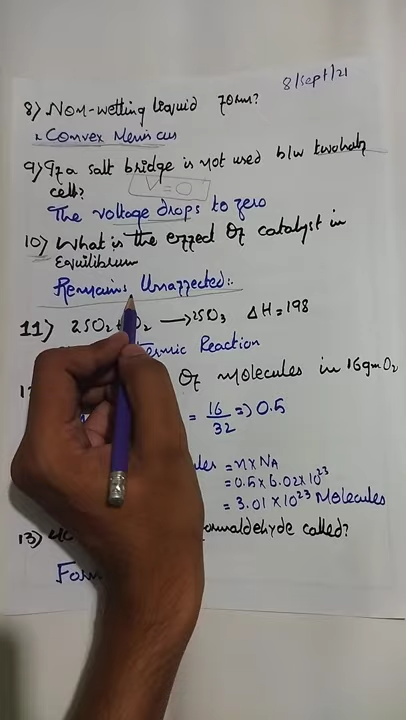 8/Sept/21
8) Non-wetting liquid forms?
Convex Meniscus
9) If a salt bridge is not used b/w two half
cell?
V=0
The voltage drops to zero
10) What is the effect of catalyst in
Equilibrium
Remains Unaffected:.
11) 2SO2 + O2 → 2SO3 ΔH = 198
Reaction
Of molecules in 16gm O2
= 16/32 => 0.5
= n x NA
= 0.5 x 6.02 x 10^23
= 3.01 x 10^23 Molecules
13) called?